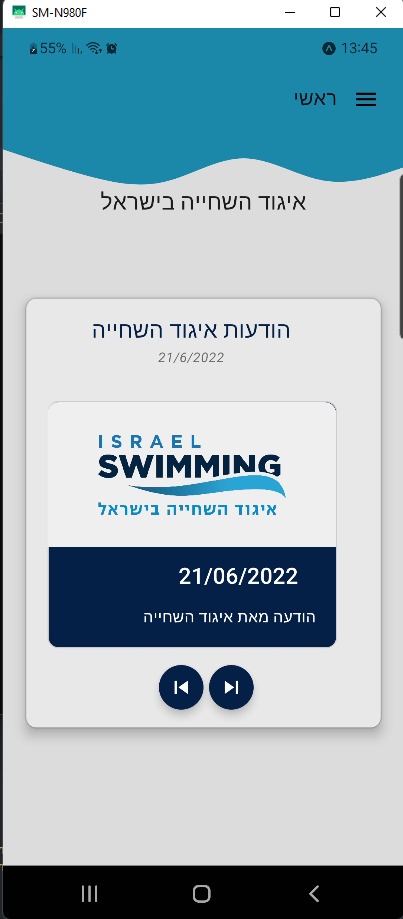 SM-N980F
55%
13:45
ראשי
איגוד השחייה בישראל
הודעות איגוד השחייה
21/6/2022
ISRAEL
SWIMMING
איגוד השחייה בישראל
21/06/2022
הודעה מאת איגוד השחייה